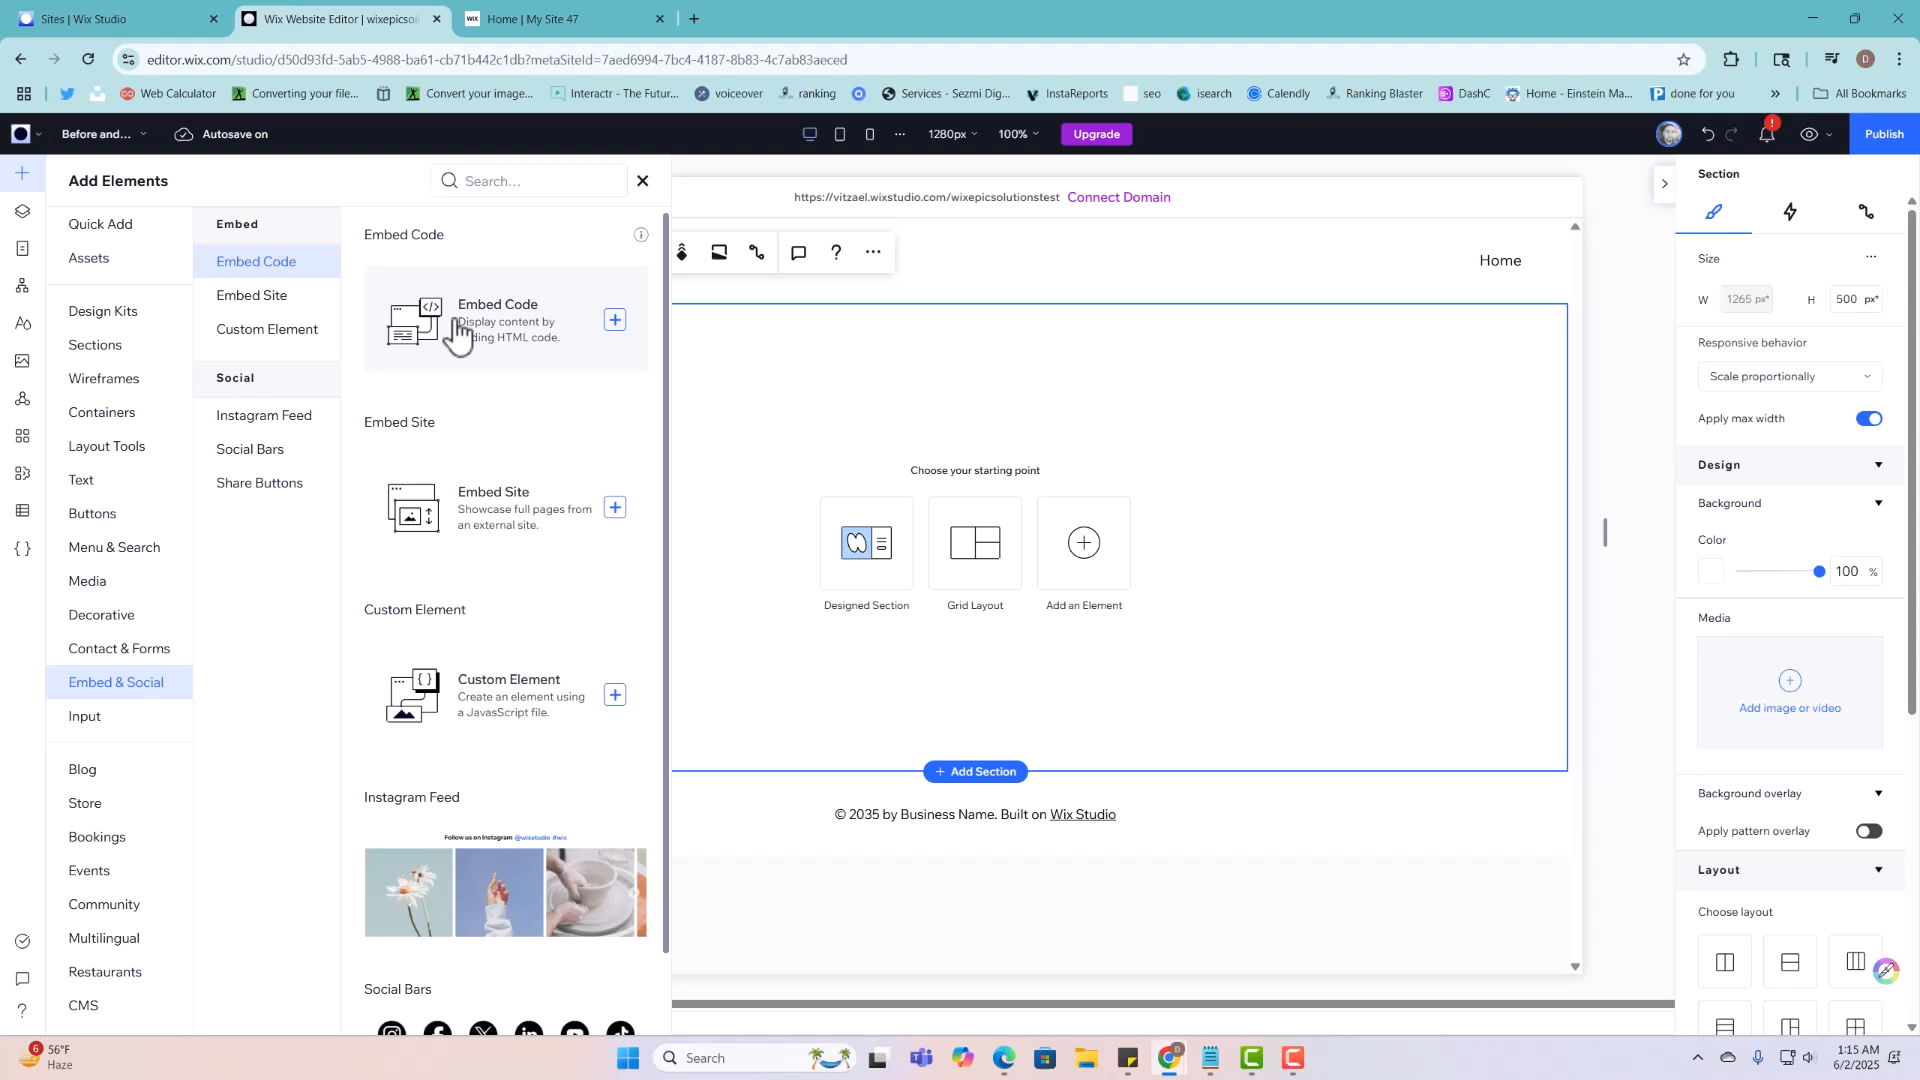 Sites | Wix Studio
Wix Website Editor | wixepicsol
WIX Home | My Site 47
editor.wix.com/studio/d50d93fd-5ab5-4988-ba61-cb71b442c1db?metaSiteId=7aed6994-7bc4-4187-8b83-4c7ab83aeced
D
Web Calculator
Converting your file...
Convert your image...
Interactr - The Futur...
voiceover
ranking
Services - Sezmi Dig...
InstaReports
seo
isearch
Calendly
Ranking Blaster
DashC
Home - Einstein Ma...
done for you
All Bookmarks
Before and...
Autosave on
1280px
100%
Upgrade
Publish
Add Elements
Search...
Quick Add
Assets
Design Kits
Sections
Wireframes
Containers
Layout Tools
Text
Buttons
Menu & Search
Media
Decorative
Contact & Forms
Embed & Social
Input
Blog
Store
Bookings
Events
Community
Multilingual
Restaurants
CMS
Embed
Embed Code
Embed Site
Custom Element
Social
Instagram Feed
Social Bars
Share Buttons
Embed Code
Embed Code
Display content by
HTML code.
Embed Site
Embed Site
Showcase full pages from
an external site.
Custom Element
Custom Element
Create an element using
a JavaScript file.
Instagram Feed
Follow us on Instagram @wixstudio #wix
Social Bars
https://vitzael.wixstudio.com/wixepicsolutionstest Connect Domain
Home
Choose your starting point
Designed Section
Grid Layout
Add an Element
+ Add Section
© 2035 by Business Name. Built on Wix Studio
Section
Size
W 1265 px* H 500 px*
Responsive behavior
Scale proportionally
Apply max width
Design
Background
Color
100 %
Media
Add image or video
Background overlay
Apply pattern overlay
Layout
Choose layout
6
56°F
Haze
Search
1:15 AM
6/2/2025